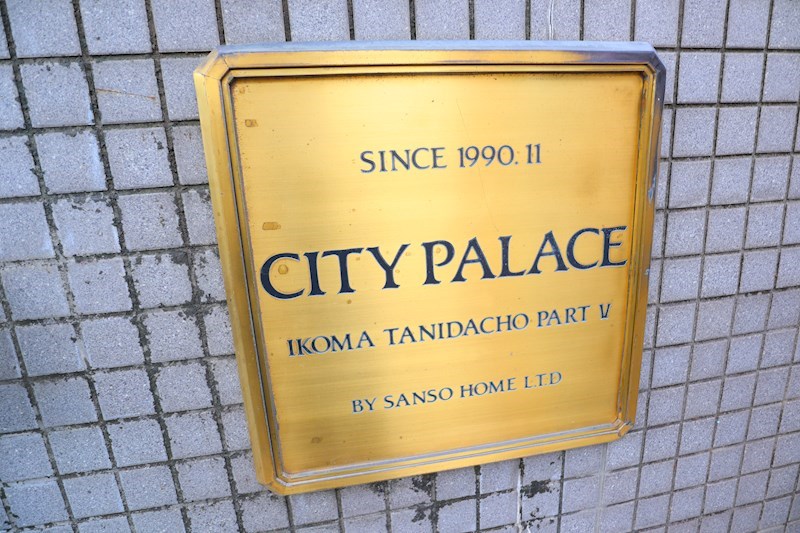 SINCE 1990.11
CITY PALACE
IKOMA TANIDACHO PART V
BY SANSO HOME L.T.D